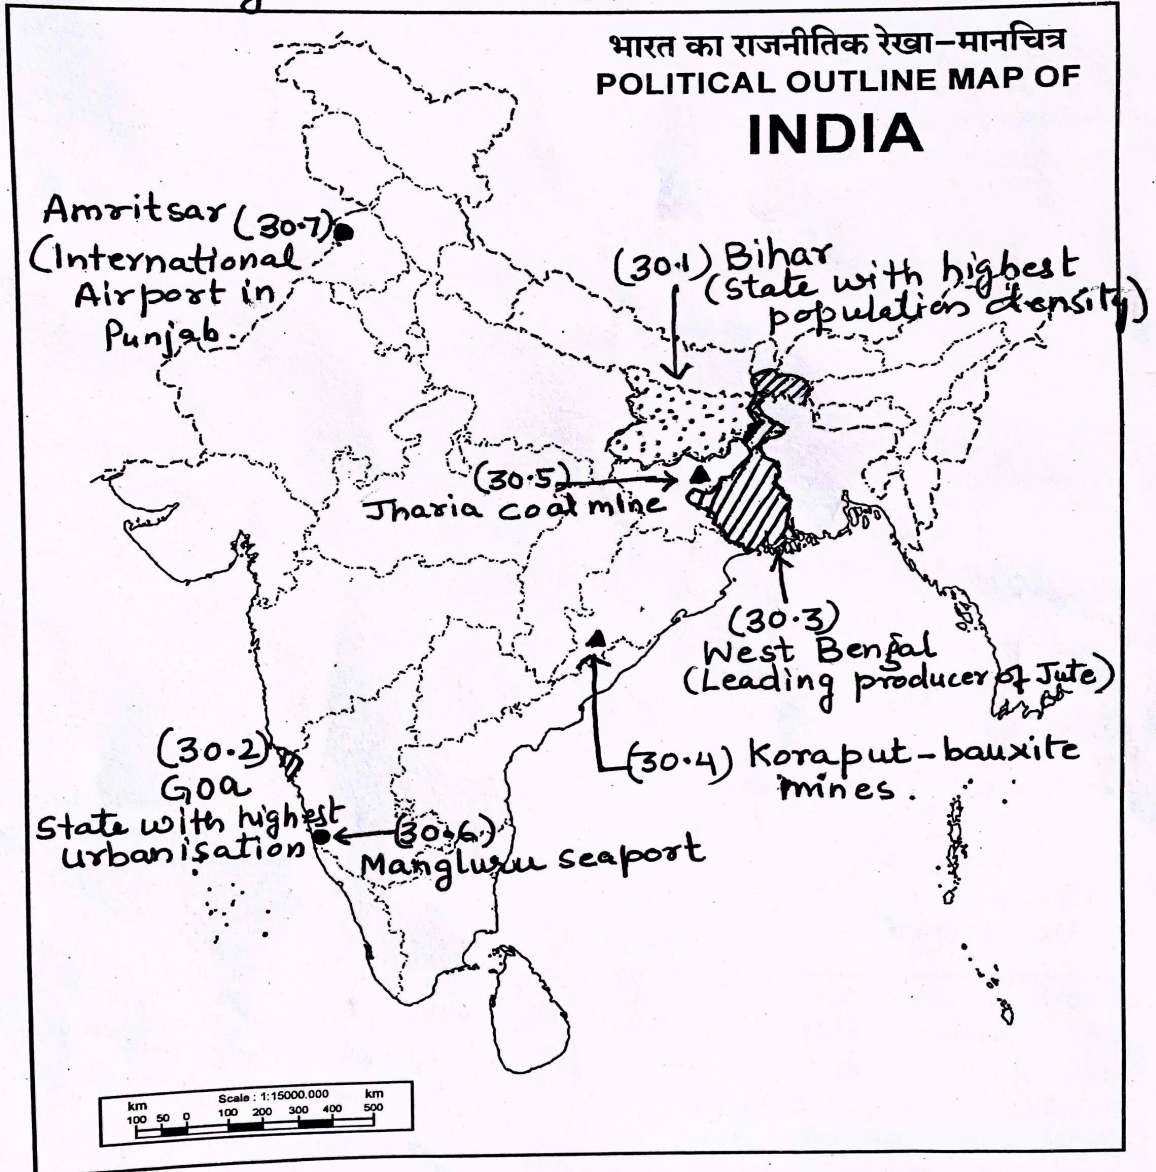 भारत का राजनीतिक रेखा–मानचित्र
POLITICAL OUTLINE MAP OF
INDIA
Amritsar (30.7)
(International
Airport in
Punjab.
(30.1) Bihar
(State with highest
population density)
(30.5)
Jharia coal mine
(30.3)
West Bengal
(Leading producer of Jute)
(30.4) Koraput-bauxite
mines.
(30.2)
Goa
State with highest
urbanisation
(30.6)
Mangluru seaport
Scale : 1:15000.000
km km
100 50 0 100 200 300 400 500